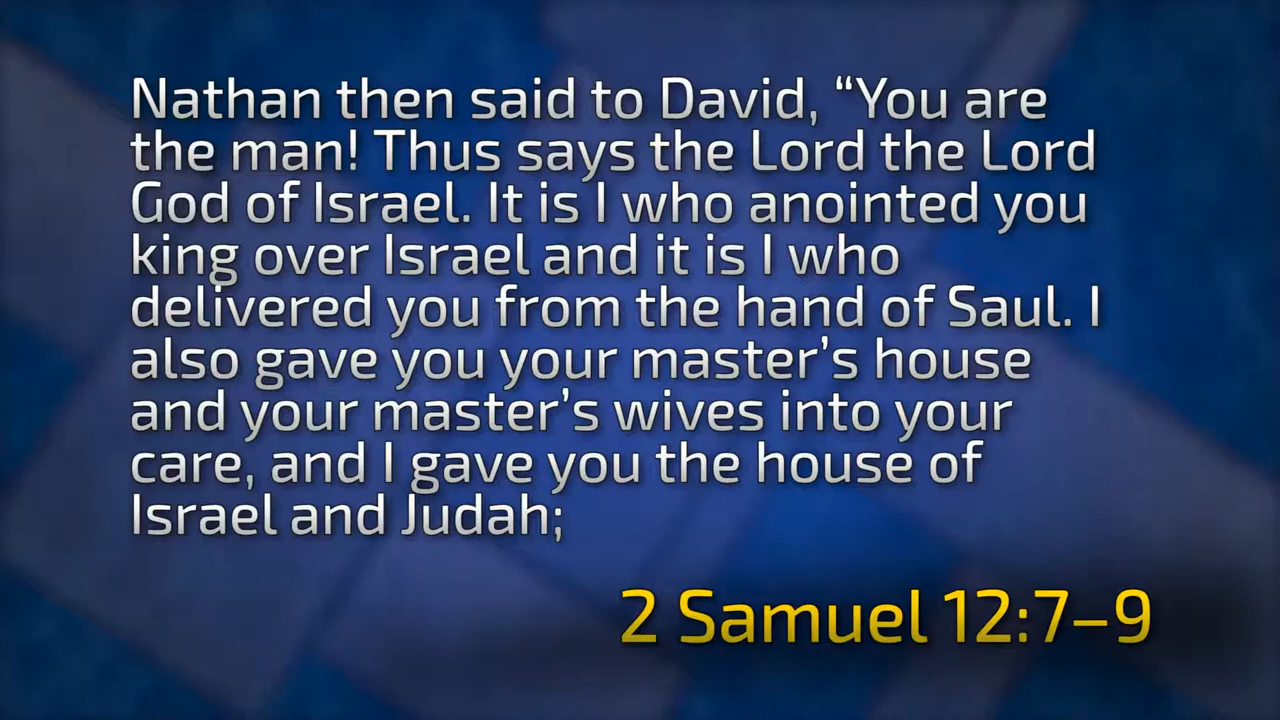 Nathan then said to David, “You are
the man! Thus says the Lord the Lord
God of Israel. It is I who anointed you
king over Israel and it is I who
delivered you from the hand of Saul. I
also gave you your master’s house
and your master’s wives into your
care, and I gave you the house of
Israel and Judah;
2 Samuel 12:7–9